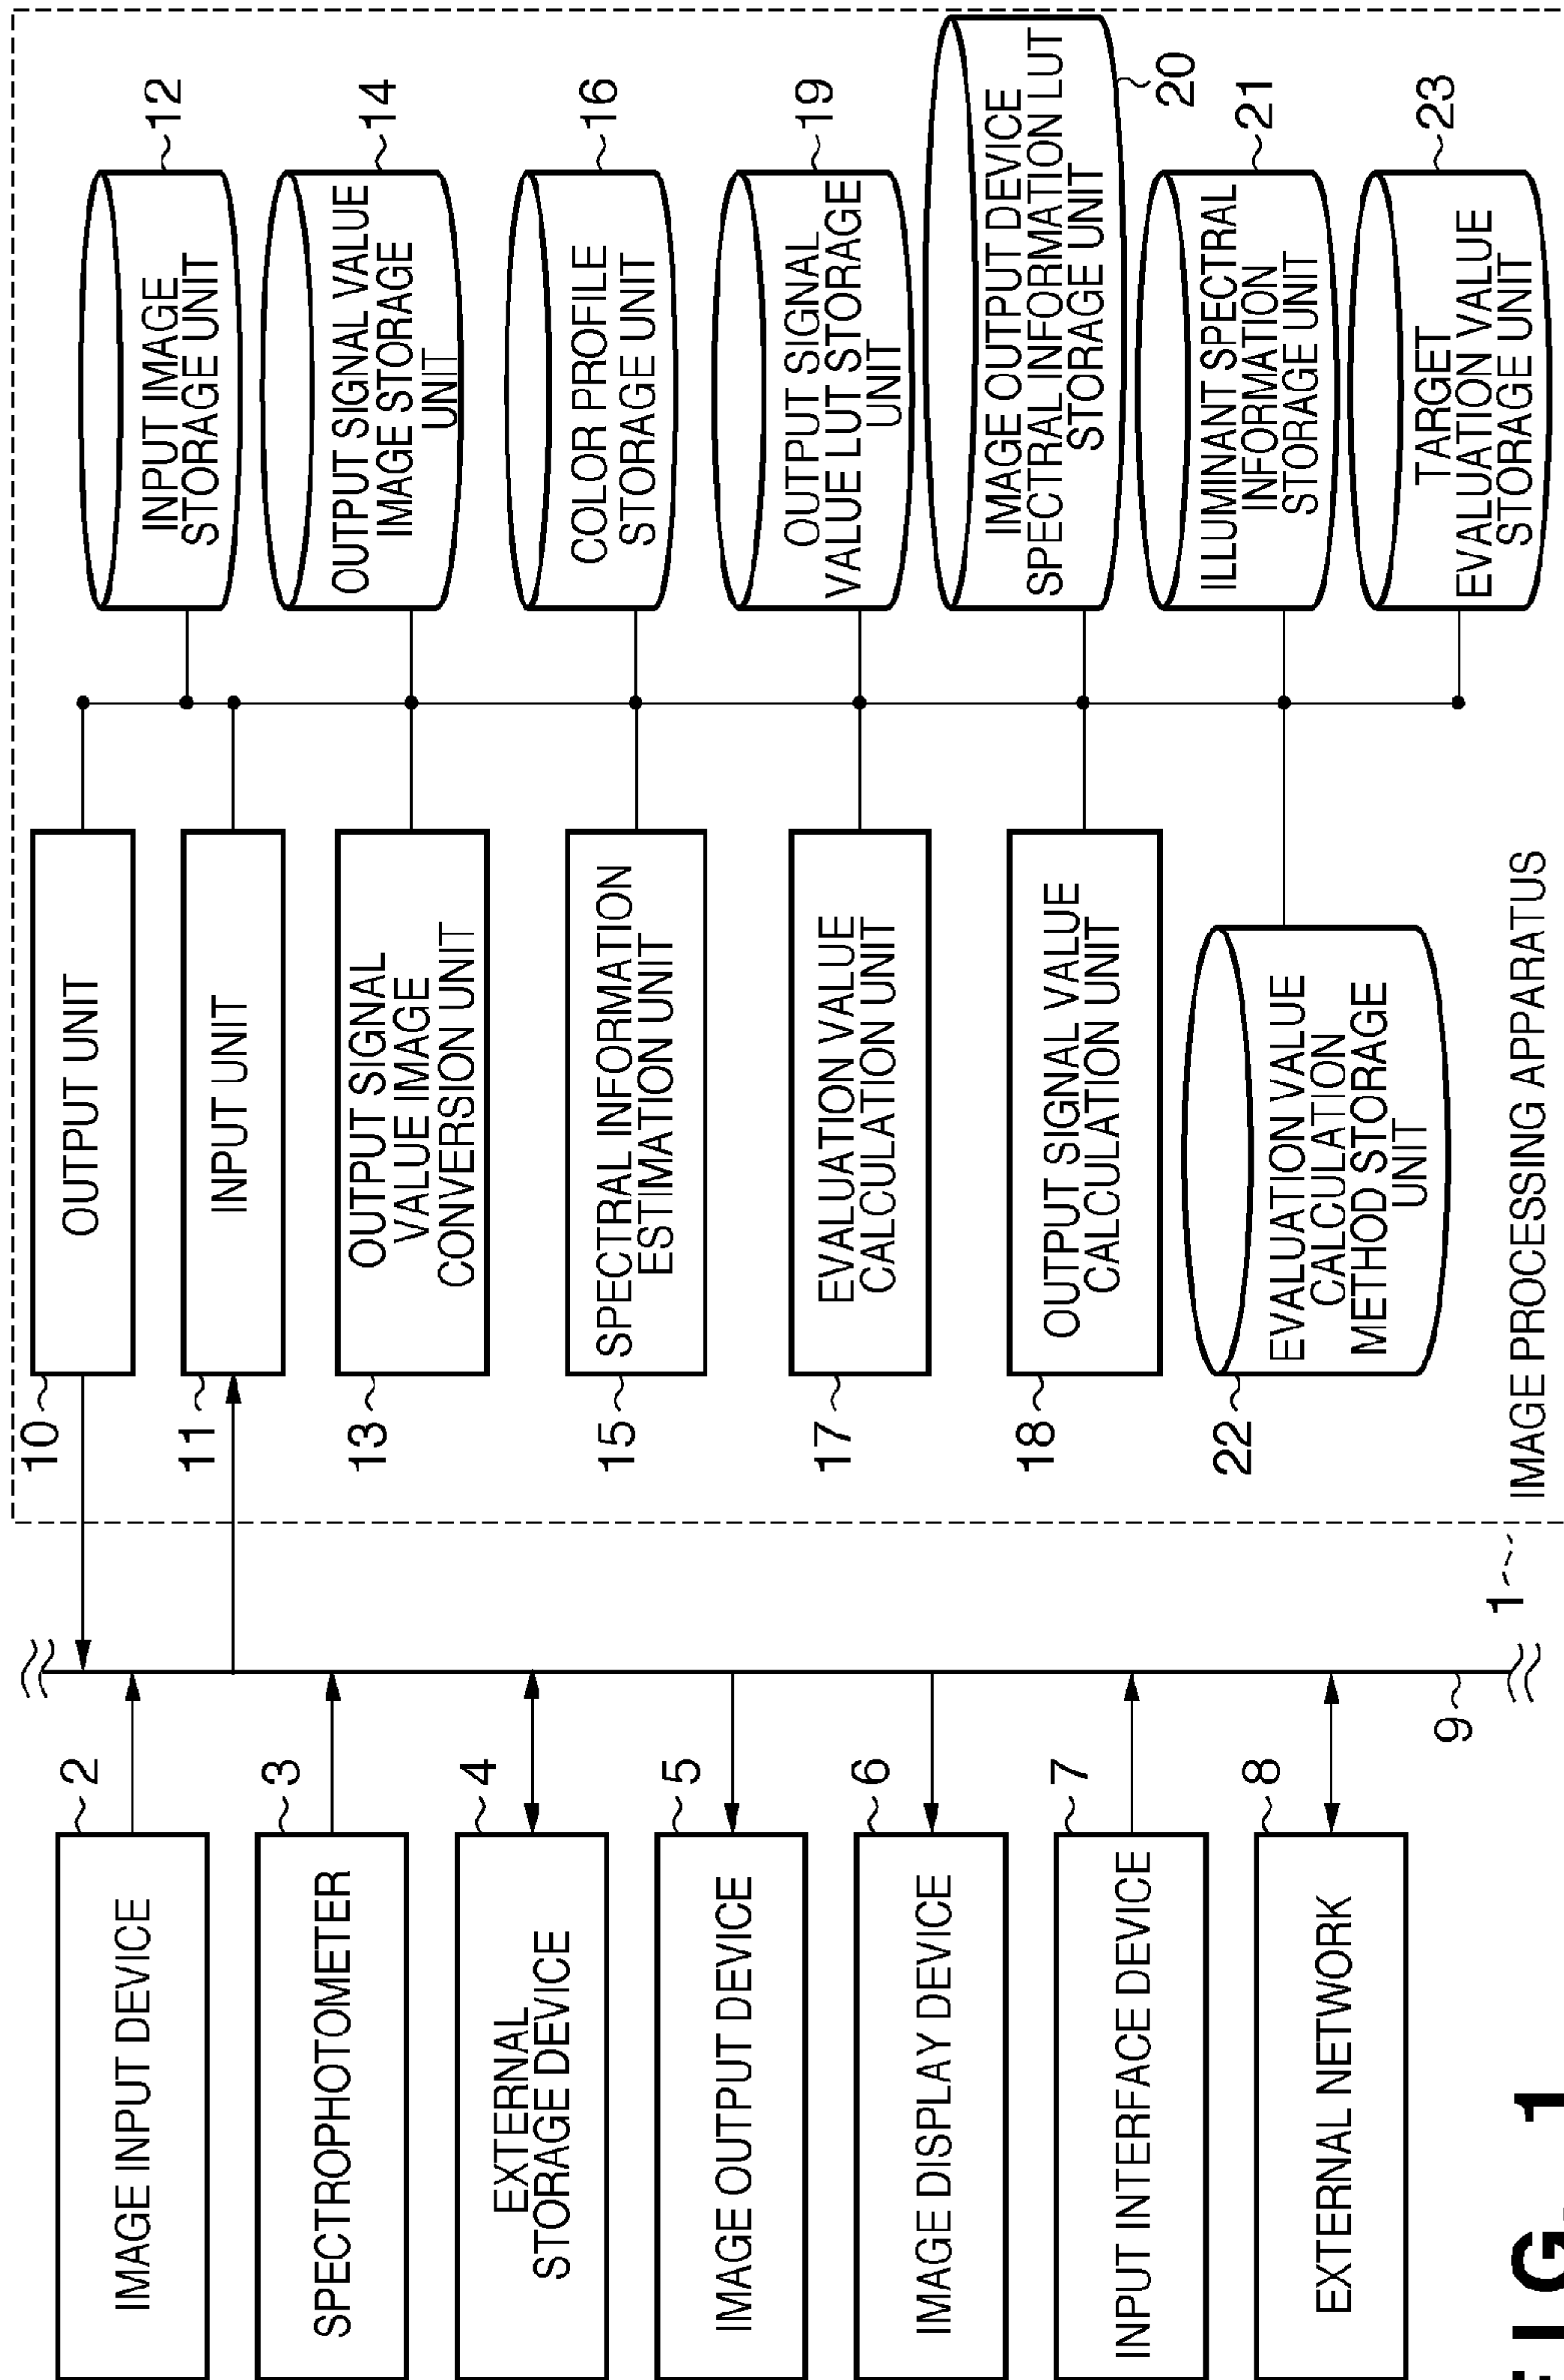 IMAGE INPUT DEVICE
2
SPECTROPHOTOMETER
3
EXTERNAL
STORAGE DEVICE
4
IMAGE OUTPUT DEVICE
5
IMAGE DISPLAY DEVICE
6
INPUT INTERFACE DEVICE
7
EXTERNAL NETWORK
8
9
1
10
OUTPUT UNIT
11
INPUT UNIT
13
OUTPUT SIGNAL
VALUE IMAGE
CONVERSION UNIT
15
SPECTRAL INFORMATION
ESTIMATION UNIT
17
EVALUATION VALUE
CALCULATION UNIT
18
OUTPUT SIGNAL VALUE
CALCULATION UNIT
22
EVALUATION VALUE
CALCULATION
METHOD STORAGE
UNIT
INPUT IMAGE
STORAGE UNIT
12
OUTPUT SIGNAL VALUE
IMAGE STORAGE
UNIT
14
COLOR PROFILE
STORAGE UNIT
16
OUTPUT SIGNAL
VALUE LUT STORAGE
UNIT
19
IMAGE OUTPUT DEVICE
SPECTRAL INFORMATION LUT
STORAGE UNIT
20
ILLUMINANT SPECTRAL
INFORMATION
STORAGE UNIT
21
TARGET
EVALUATION VALUE
STORAGE UNIT
23
IMAGE PROCESSING APPARATUS
FIG. 1